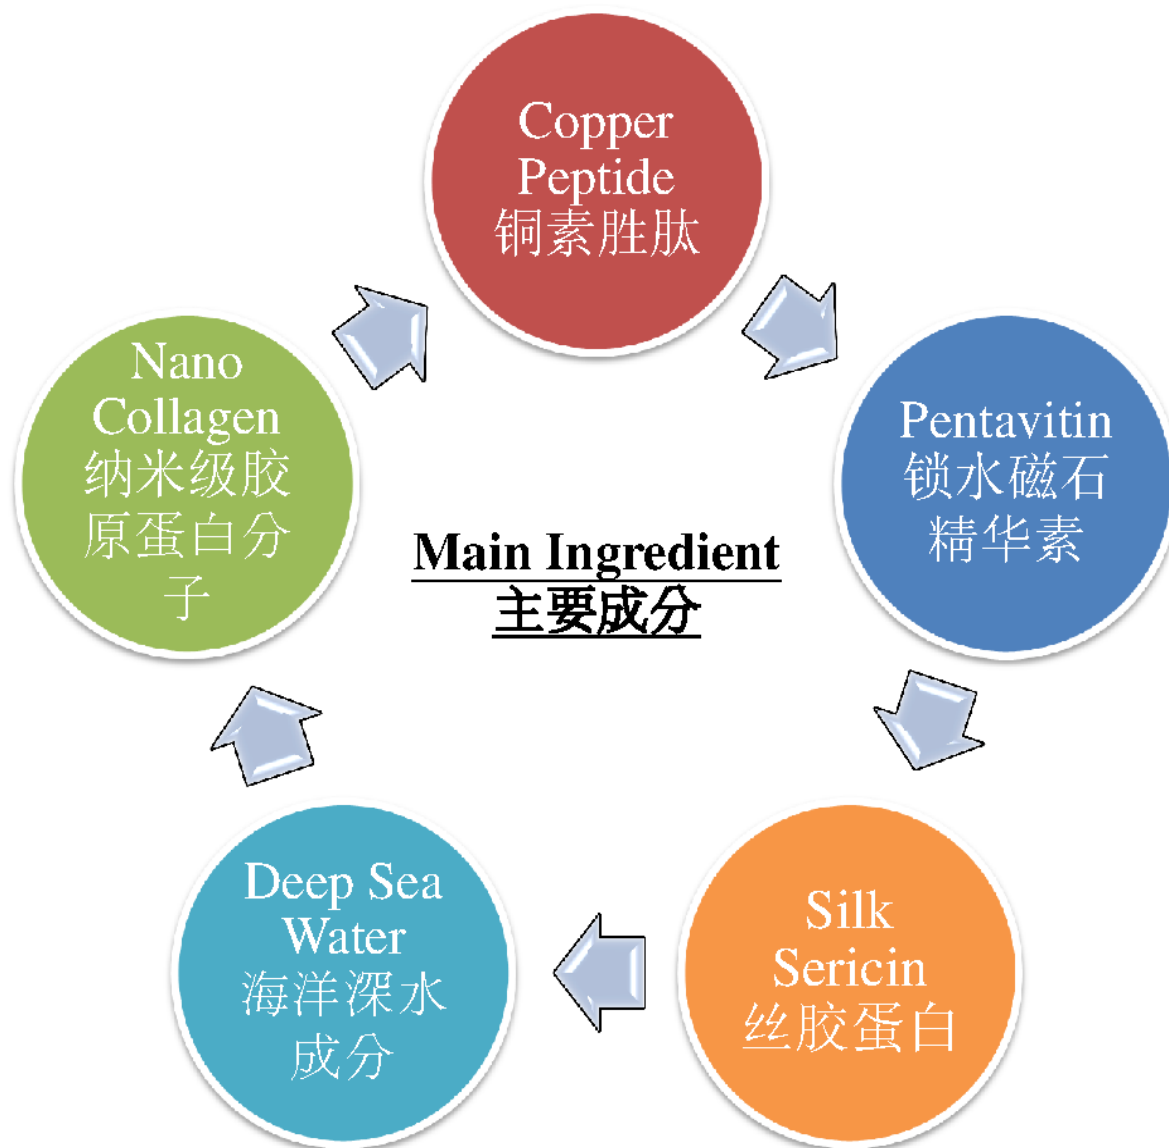 Copper
Peptide
铜素胜肽
Pentavitin
锁水磁石
精华素
Silk
Sericin
丝胶蛋白
Deep Sea
Water
海洋深水
成分
Nano
Collagen
纳米级胶
原蛋白分
子
Main Ingredient
主要成分